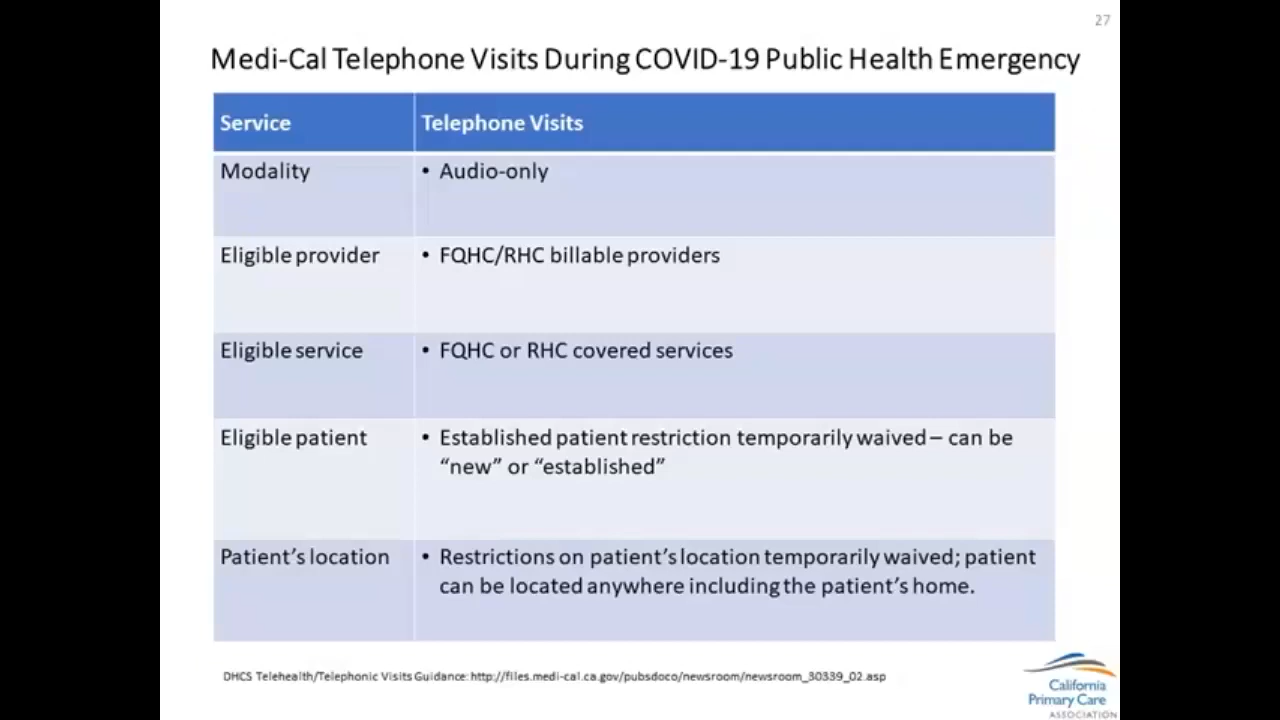 27
Medi-Cal Telephone Visits During COVID-19 Public Health Emergency
Service
Telephone Visits
Modality
• Audio-only
Eligible provider
• FQHC/RHC billable providers
Eligible service
• FQHC or RHC covered services
Eligible patient
• Established patient restriction temporarily waived – can be
“new” or “established”
Patient’s location
• Restrictions on patient’s location temporarily waived; patient
can be located anywhere including the patient’s home.
DHCS Telehealth/Telephonic Visits Guidance: http://files.medi-cal.ca.gov/pubsdoco/newsroom/newsroom_30339_02.asp
California
Primary Care
ASSOCIATION